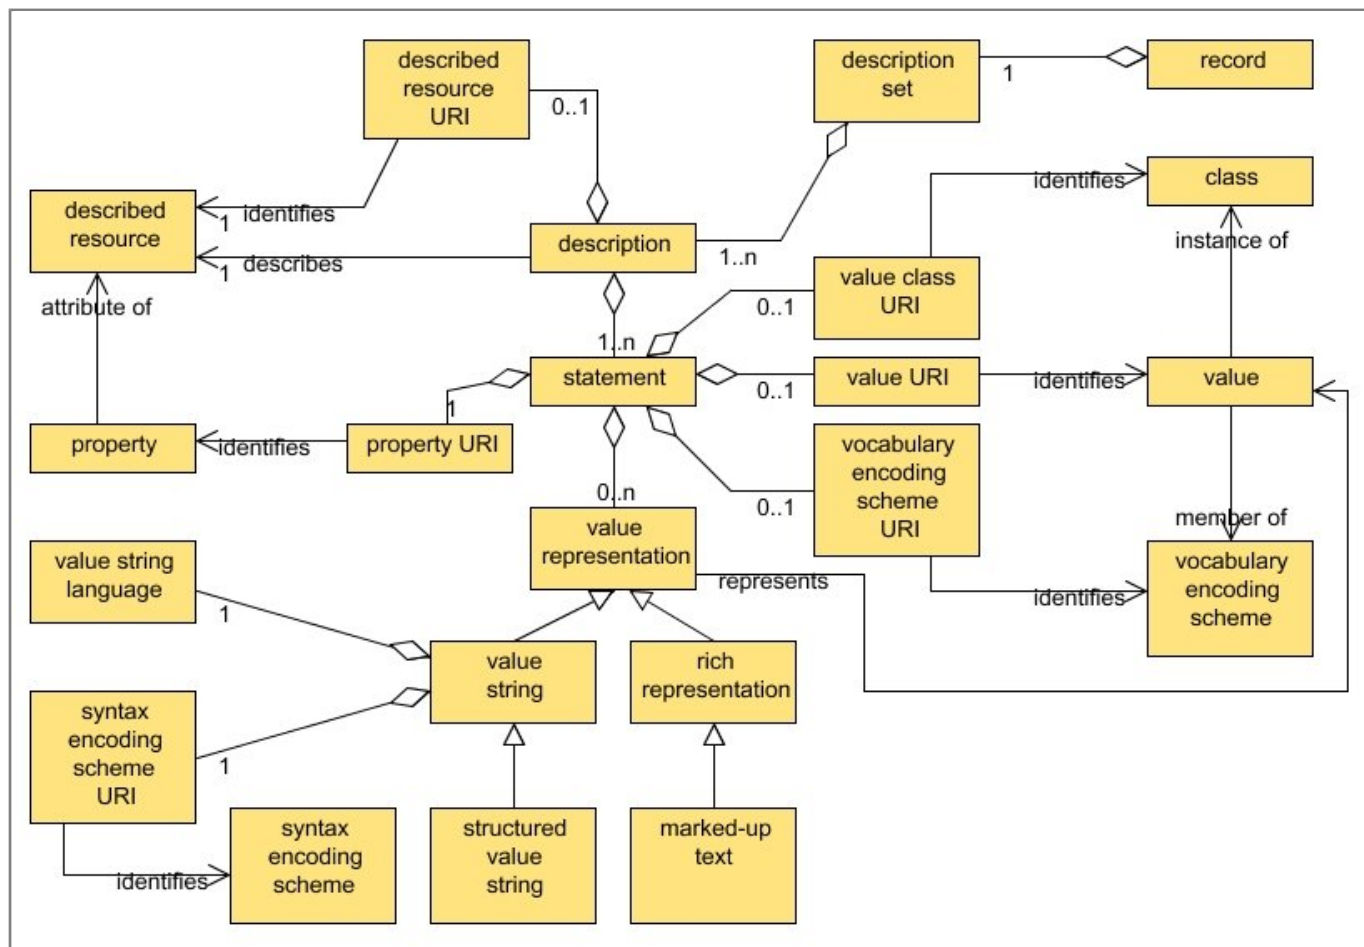 described
resource
URI
description
set
record
0..1
1
described
resource
identifies
1
description
1..n
identifies
class
describes
1
instance of
value class
URI
attribute of
0..1
1..n
statement
value URI
0..1
identifies
value
1
property
identifies
property URI
vocabulary
encoding
scheme
URI
0..1
0..n
value
representation
member of
value string
language
represents
identifies
vocabulary
encoding
scheme
1
value
string
rich
representation
syntax
encoding
scheme
URI
1
syntax
encoding
scheme
structured
value
string
marked-up
text
identifies